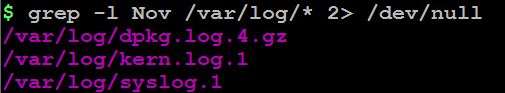 $ grep -l Nov /var/log/* 2> /dev/null
/var/log/dpkg.log.4.gz
/var/log/kern.log.1
/var/log/syslog.1